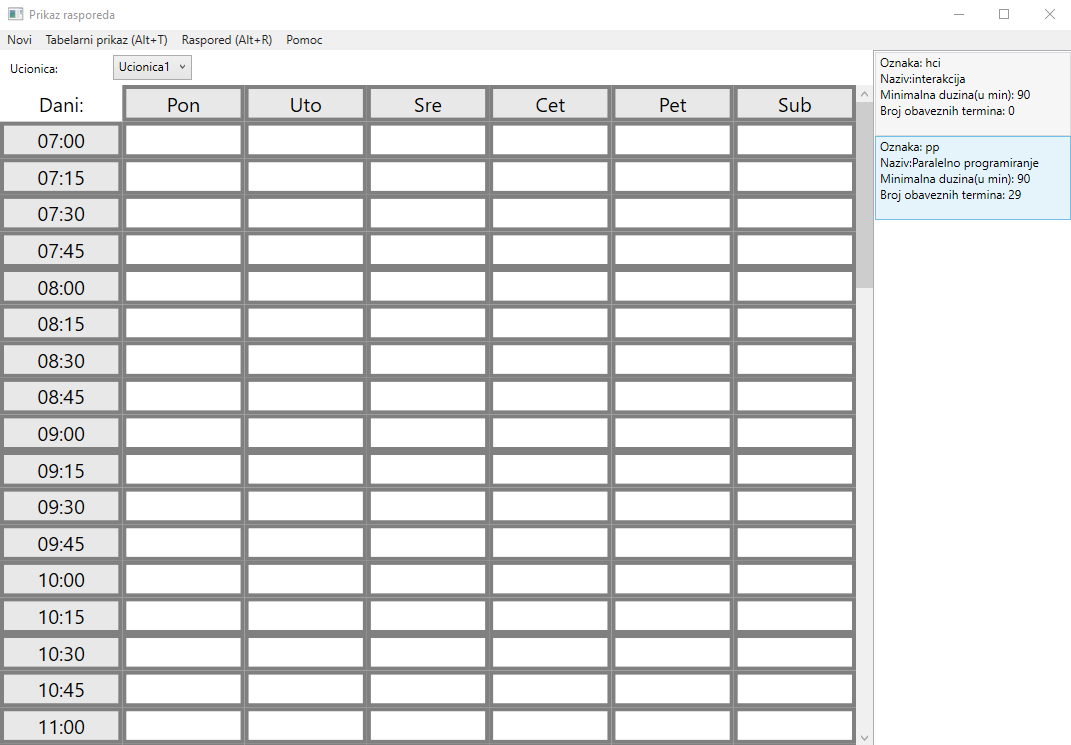 Prikaz rasporeda
Novi Tabelarni prikaz (Alt+T) Raspored (Alt+R) Pomoc
Ucionica: Ucionica1
Dani: Pon Uto Sre Cet Pet Sub
07:00
07:15
07:30
07:45
08:00
08:15
08:30
08:45
09:00
09:15
09:30
09:45
10:00
10:15
10:30
10:45
11:00
Oznaka: hci
Naziv:interakcija
Minimalna duzina(u min): 90
Broj obaveznih termina: 0
Oznaka: pp
Naziv:Paralelno programiranje
Minimalna duzina(u min): 90
Broj obaveznih termina: 29